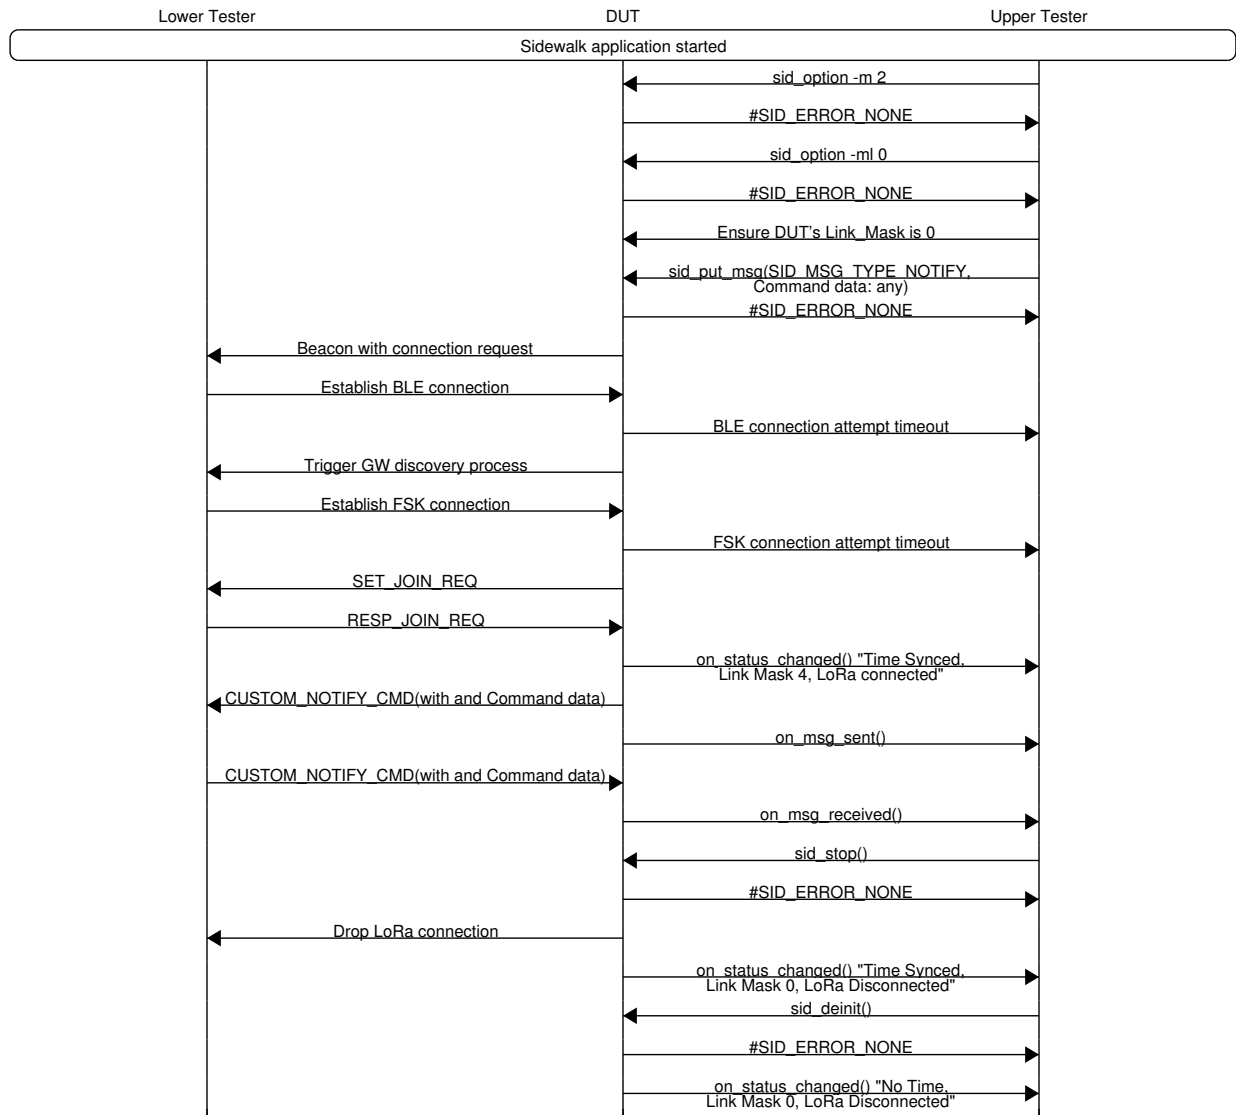 Lower Tester DUT Upper Tester
Sidewalk application started
sid_option -m 2
#SID_ERROR_NONE
sid_option -ml 0
#SID_ERROR_NONE
Ensure DUT's Link_Mask is 0
sid_put_msg(SID_MSG_TYPE_NOTIFY,
Command data: any)
#SID_ERROR_NONE
Beacon with connection request
Establish BLE connection
BLE connection attempt timeout
Trigger GW discovery process
Establish FSK connection
FSK connection attempt timeout
SET_JOIN_REQ
RESP_JOIN_REQ
on_status_changed() "Time Synced,
Link Mask 4, LoRa connected"
CUSTOM_NOTIFY_CMD(with and Command data)
on_msg_sent()
CUSTOM_NOTIFY_CMD(with and Command data)
on_msg_received()
sid_stop()
#SID_ERROR_NONE
Drop LoRa connection
on_status_changed() "Time Synced,
Link Mask 0, LoRa Disconnected"
sid_deinit()
#SID_ERROR_NONE
on_status_changed() "No Time,
Link Mask 0, LoRa Disconnected"